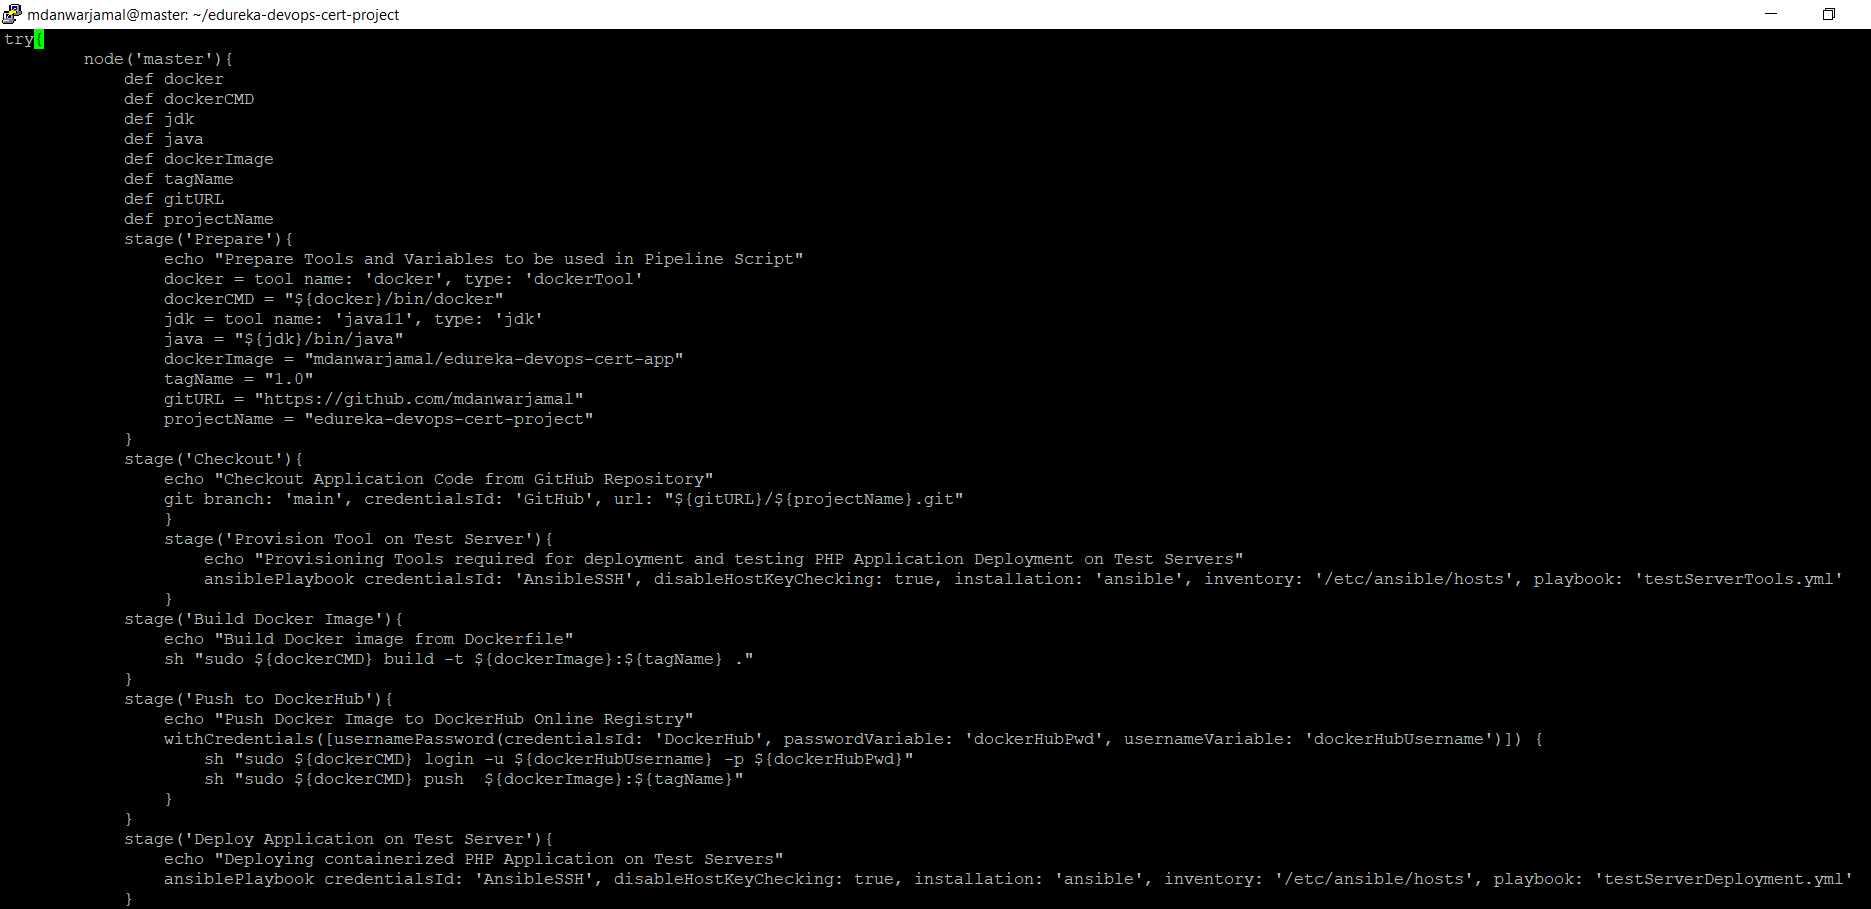 mdanwarjamal@master: ~/edureka-devops-cert-project
try{
        node('master'){
            def docker
            def dockerCMD
            def jdk
            def java
            def dockerImage
            def tagName
            def gitURL
            def projectName
            stage('Prepare'){
                echo "Prepare Tools and Variables to be used in Pipeline Script"
                docker = tool name: 'docker', type: 'dockerTool'
                dockerCMD = "${docker}/bin/docker"
                jdk = tool name: 'java11', type: 'jdk'
                java = "${jdk}/bin/java"
                dockerImage = "mdanwarjamal/edureka-devops-cert-app"
                tagName = "1.0"
                gitURL = "https://github.com/mdanwarjamal"
                projectName = "edureka-devops-cert-project"
            }
            stage('Checkout'){
                echo "Checkout Application Code from GitHub Repository"
                git branch: 'main', credentialsId: 'GitHub', url: "${gitURL}/${projectName}.git"
                }
                stage('Provision Tool on Test Server'){
                    echo "Provisioning Tools required for deployment and testing PHP Application Deployment on Test Servers"
                    ansiblePlaybook credentialsId: 'AnsibleSSH', disableHostKeyChecking: true, installation: 'ansible', inventory: '/etc/ansible/hosts', playbook: 'testServerTools.yml'
                }
            stage('Build Docker Image'){
                echo "Build Docker image from Dockerfile"
                sh "sudo ${dockerCMD} build -t ${dockerImage}:${tagName} ."
            }
            stage('Push to DockerHub'){
                echo "Push Docker Image to DockerHub Online Registry"
                withCredentials([usernamePassword(credentialsId: 'DockerHub', passwordVariable: 'dockerHubPwd', usernameVariable: 'dockerHubUsername')]) {
                    sh "sudo ${dockerCMD} login -u ${dockerHubUsername} -p ${dockerHubPwd}"
                    sh "sudo ${dockerCMD} push  ${dockerImage}:${tagName}"
                }
            }
            stage('Deploy Application on Test Server'){
                echo "Deploying containerized PHP Application on Test Servers"
                ansiblePlaybook credentialsId: 'AnsibleSSH', disableHostKeyChecking: true, installation: 'ansible', inventory: '/etc/ansible/hosts', playbook: 'testServerDeployment.yml'
            }